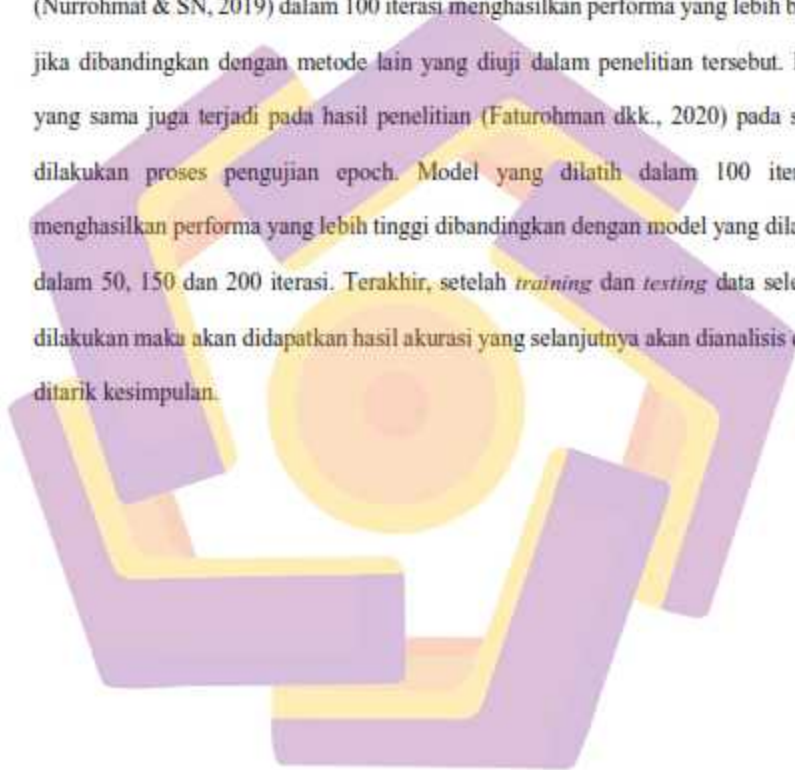 (Nurrohmat & SN, 2019) dalam 100 iterasi menghasilkan performa yang lebih b
jika dibandingkan dengan metode lain yang diuji dalam penelitian tersebut.
yang sama juga terjadi pada hasil penelitian (Faturohman dkk., 2020) pada s
dilakukan proses pengujian epoch. Model yang dilatih dalam 100 iter
menghasilkan performa yang lebih tinggi dibandingkan dengan model yang dila
dalam 50, 150 dan 200 iterasi. Terakhir, setelah training dan testing data sele
dilakukan maka akan didapatkan hasil akurasi yang selanjutnya akan dianalisis
ditarik kesimpulan.